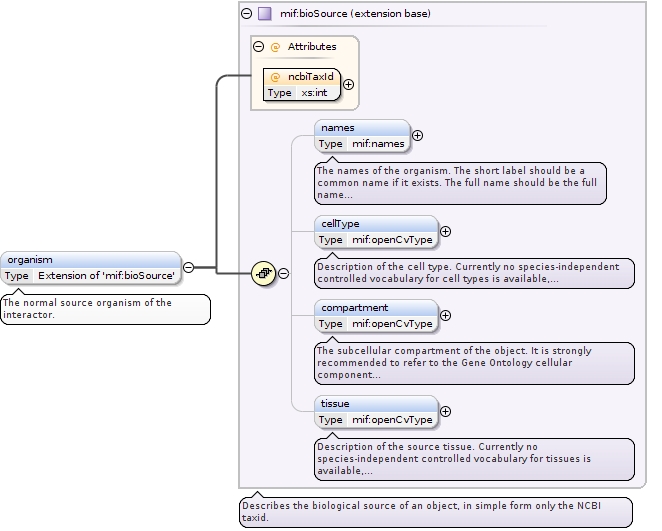 mif:bioSource (extension base)
@ Attributes
@ ncbiTaxId
Type xs:int
names
Type mif:names
The names of the organism. The short label should be a
common name if it exists. The full name should be the full
name...
cellType
Type mif:openCvType
Description of the cell type. Currently no species-independent
controlled vocabulary for cell types is available,...
organism
Type Extension of 'mif:bioSource'
The normal source organism of the
interactor.
compartment
Type mif:openCvType
The subcellular compartment of the object. It is strongly
recommended to refer to the Gene Ontology cellular
component...
tissue
Type mif:openCvType
Description of the source tissue. Currently no
species-independent controlled vocabulary for tissues is
available,...
Describes the biological source of an object, in simple form only the NCBI
taxid.